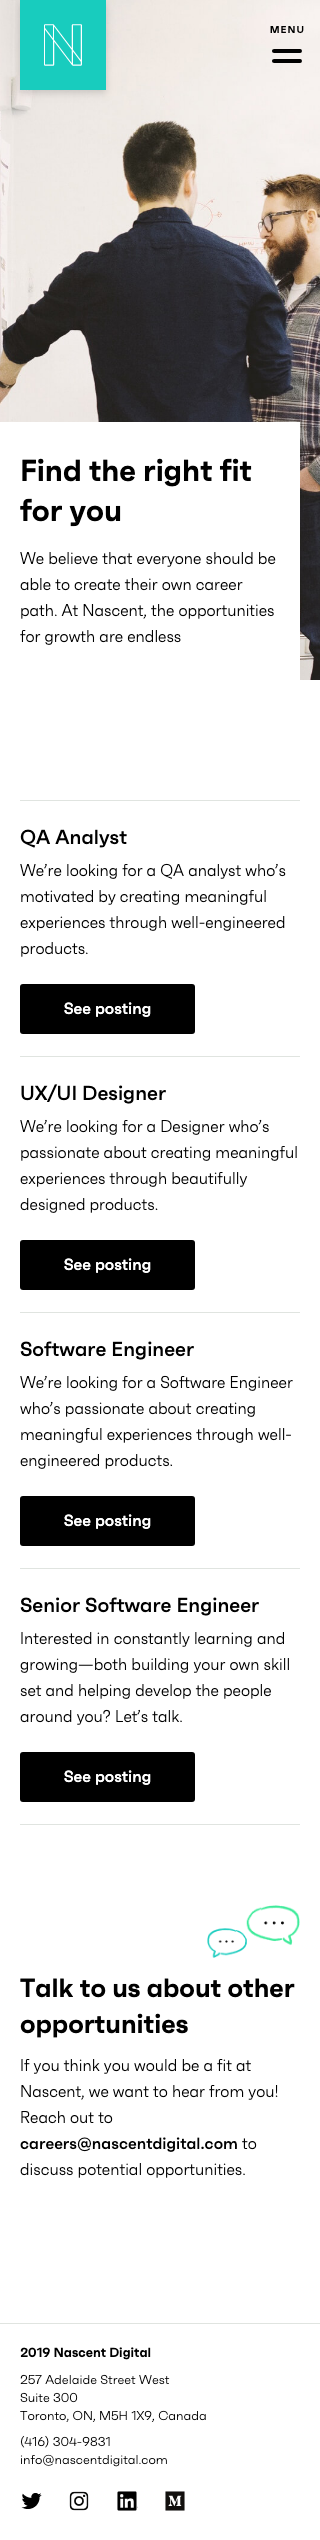 N
MENU
Find the right fit
for you
We believe that everyone should be
able to create their own career
path. At Nascent, the opportunities
for growth are endless
QA Analyst
We’re looking for a QA analyst who’s
motivated by creating meaningful
experiences through well-engineered
products.
See posting
UX/UI Designer
We’re looking for a Designer who’s
passionate about creating meaningful
experiences through beautifully
designed products.
See posting
Software Engineer
We’re looking for a Software Engineer
who’s passionate about creating
meaningful experiences through well-
engineered products.
See posting
Senior Software Engineer
Interested in constantly learning and
growing—both building your own skill
set and helping develop the people
around you? Let’s talk.
See posting
Talk to us about other
opportunities
If you think you would be a fit at
Nascent, we want to hear from you!
Reach out to
careers@nascentdigital.com to
discuss potential opportunities.
2019 Nascent Digital
257 Adelaide Street West
Suite 300
Toronto, ON, M5H 1X9, Canada
(416) 304-9831
info@nascentdigital.com